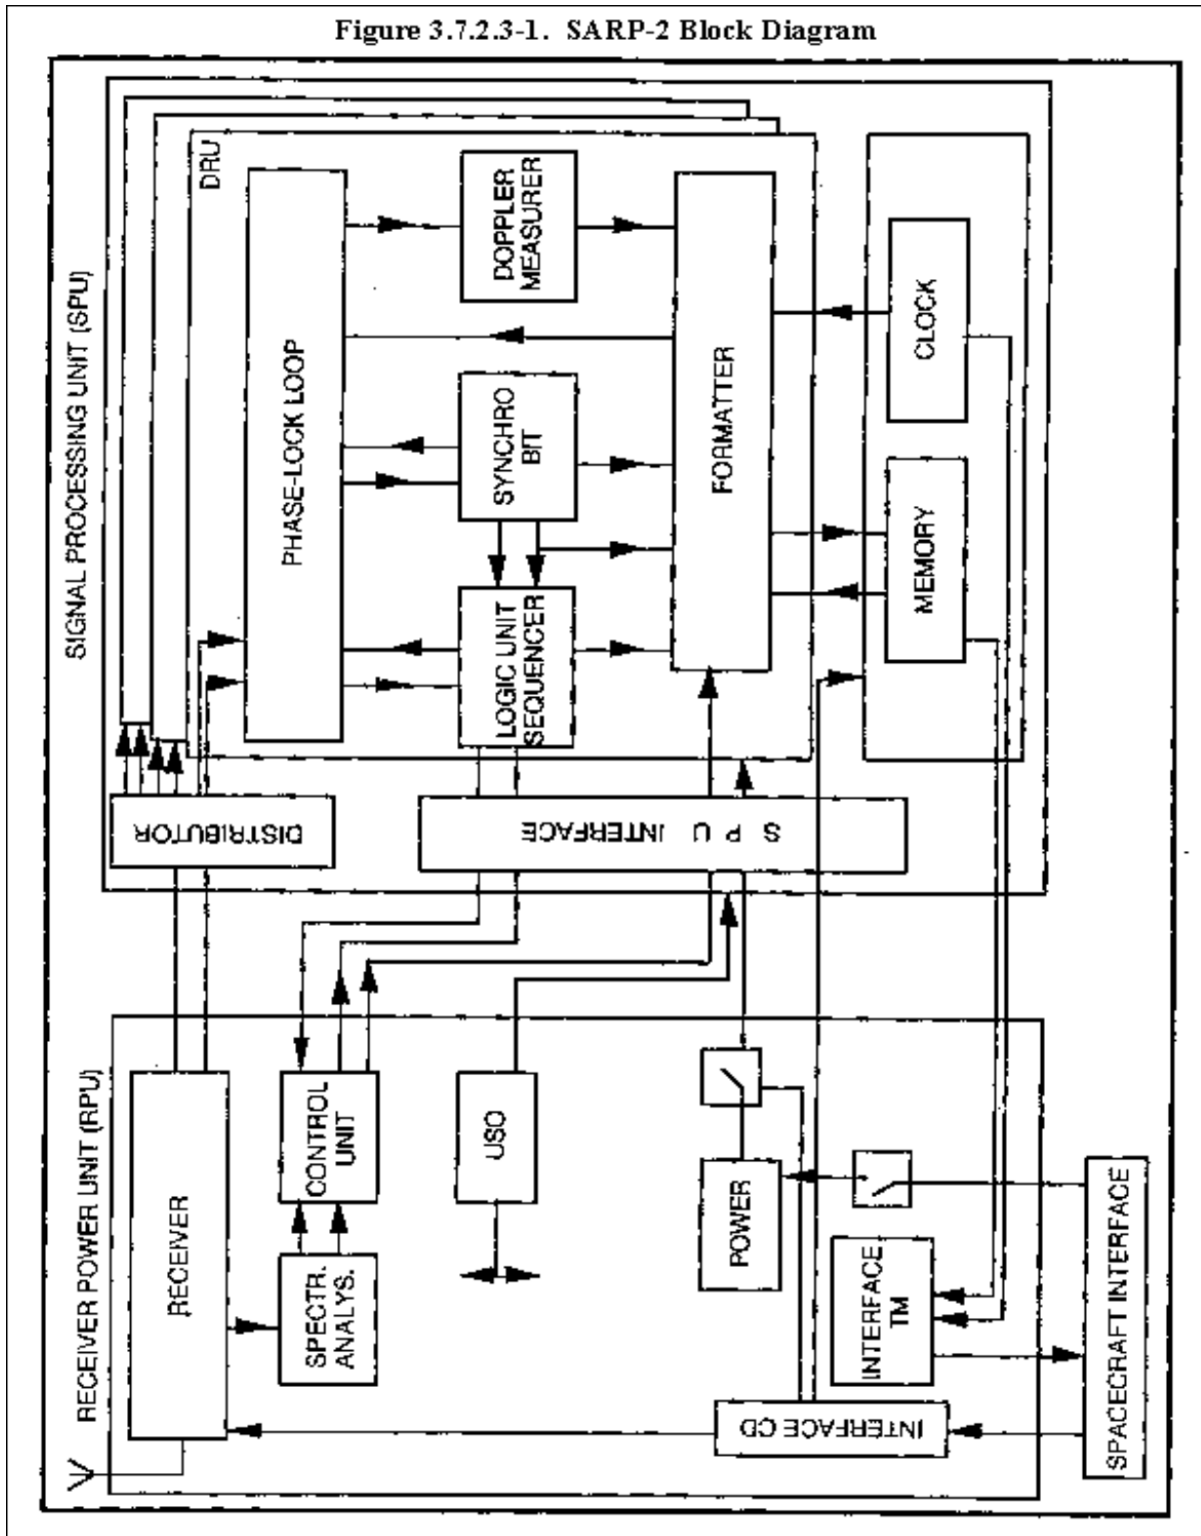 Figure 3.7.2.3-1. SARP-2 Block Diagram
SIGNAL PROCESSING UNIT (SPU)
DRU
PHASE-LOCK LOOP
DOPPLER
MEASURER
SYNCHRO
BIT
LOGIC UNIT
SEQUENCER
FORMATTER
CLOCK
MEMORY
DISTRIBUTOR
SPU INTERFACE
RECEIVER POWER UNIT (RPU)
RECEIVER
SPECTR.
ANALYS.
CONTROL
UNIT
USO
POWER
INTERFACE
TM
INTERFACE CD
SPACECRAFT INTERFACE